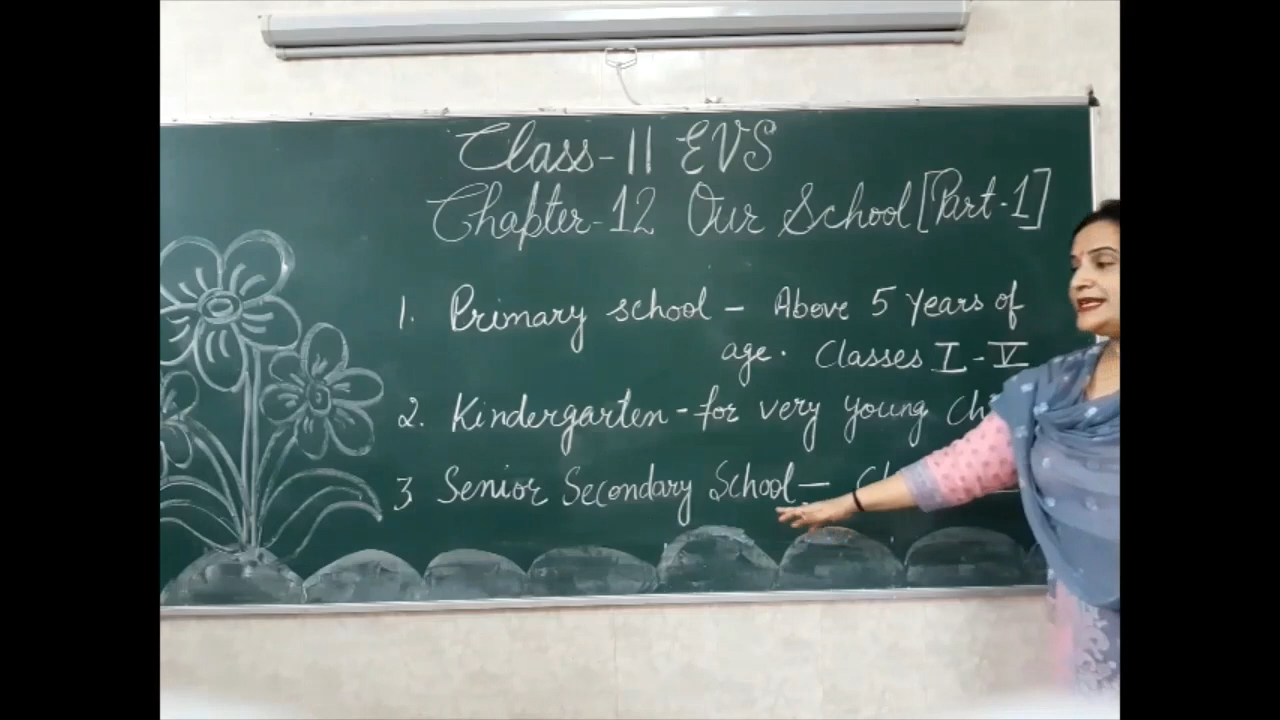 Class-II EVS
Chapter-12 Our School [Part-1]
1. Primary school – Above 5 years of
age. Classes I-V
2. Kindergarten - for very young
3 Senior Secondary School –